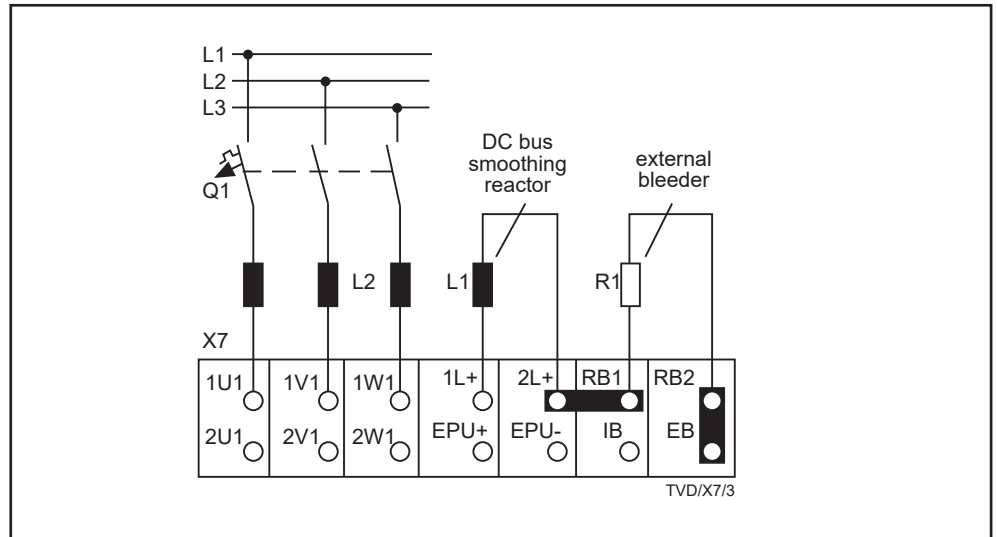 L1
L2
L3
Q1
DC bus
smoothing
reactor
external
bleeder
L2
L1
R1
X7
1U1 1V1 1W1 1L+ 2L+ RB1 RB2
2U1 2V1 2W1 EPU+ EPU- IB EB
TVD/X7/3